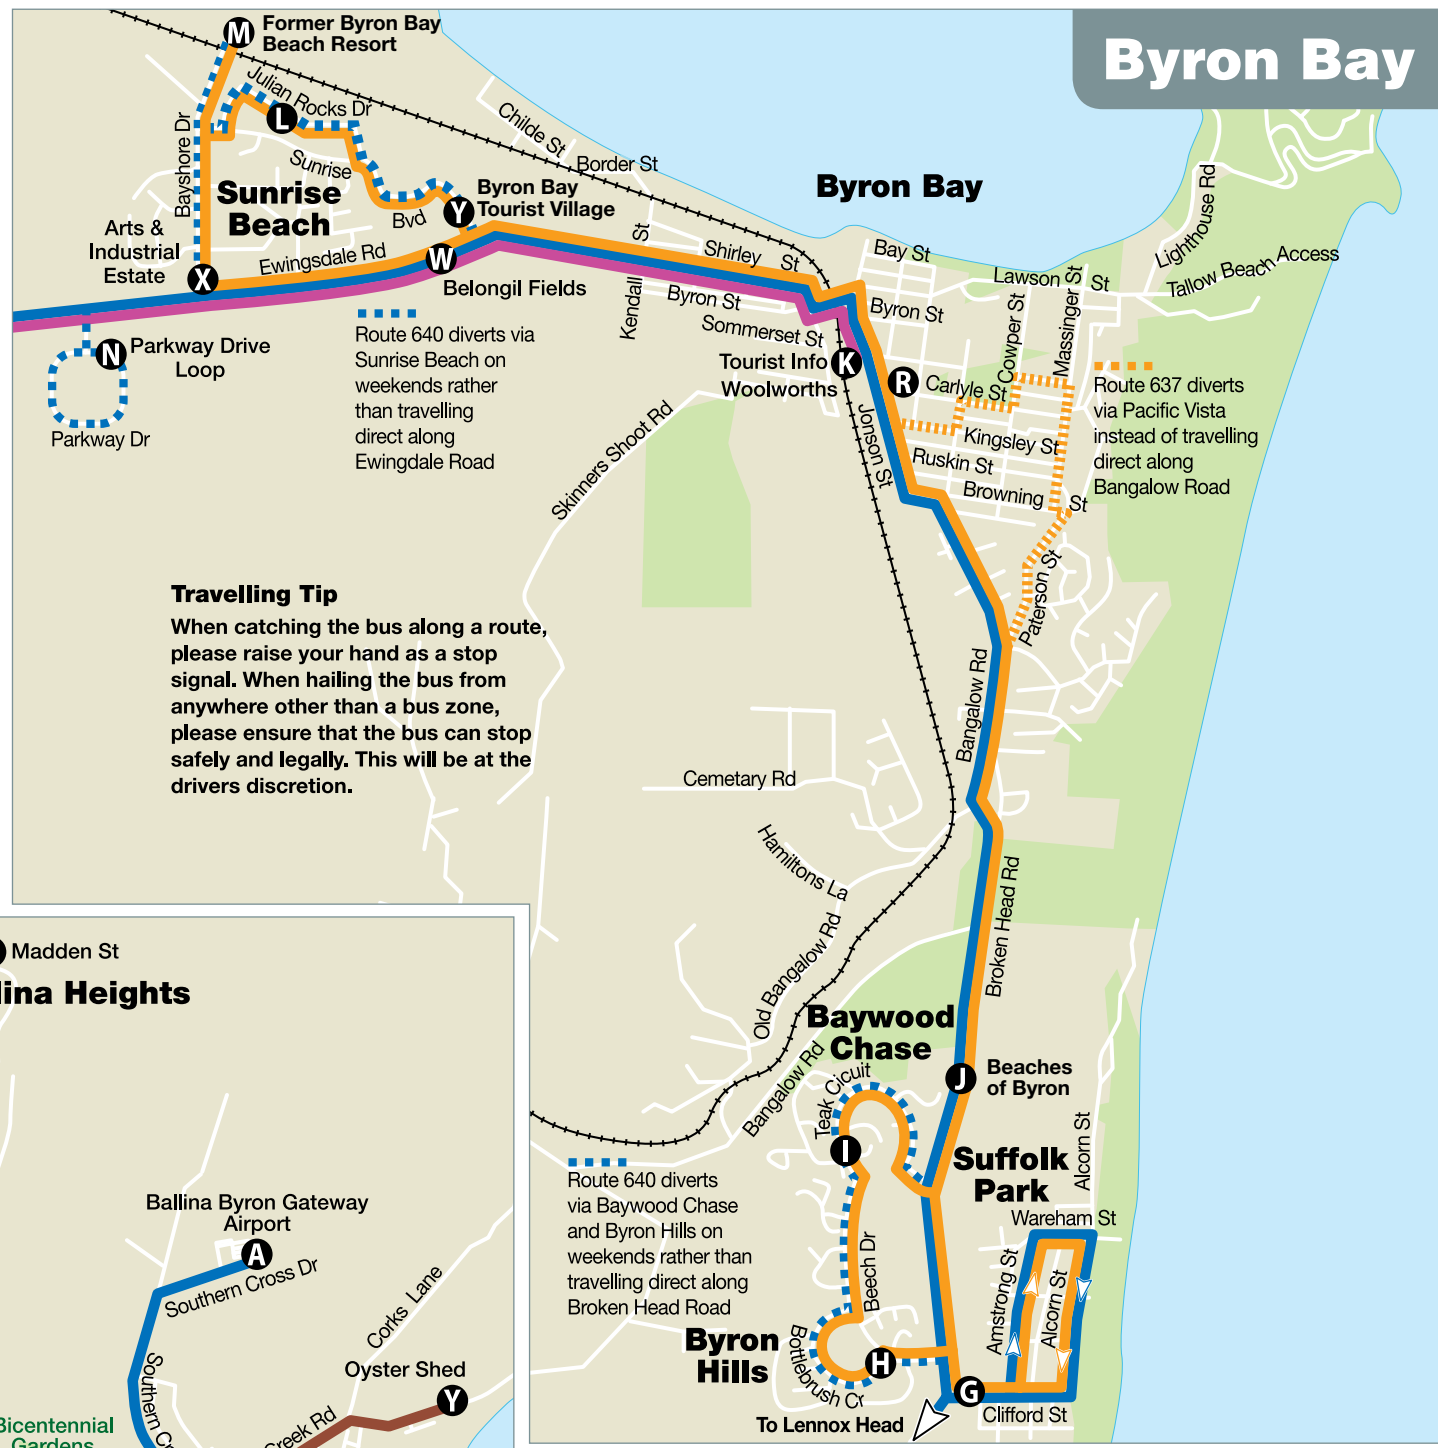 Byron Bay
M
Former Byron Bay
Beach Resort
Julian Rocks Dr
L
Bayshore Dr
Sunrise
Bvd
Sunrise
Beach
Arts &
Industrial
Estate
X
Ewingsdale Rd
Y
Byron Bay
Tourist Village
W
Belongil Fields
Childe St
Border St
Kendall
St
Shirley
St
Byron St
Sommerset St
Byron Bay
Bay St
Byron St
Lawson
St
Massinger St
Cowper St
Lighthouse Rd
Tallow Beach
Access
N
Parkway Drive
Loop
Parkway Dr
Route 640 diverts via
Sunrise Beach on
weekends rather
than travelling
direct along
Ewingdale Road
Tourist Info
K
Woolworths
R
Carlyle St
Kingsley St
Ruskin St
Browning
St
Jonson St
Skinners Shoot Rd
Paterson St
Route 637 diverts
via Pacific Vista
instead of travelling
direct along
Bangalow Road
Travelling Tip
When catching the bus along a route,
please raise your hand as a stop
signal. When hailing the bus from
anywhere other than a bus zone,
please ensure that the bus can stop
safely and legally. This will be at the
drivers discretion.
Bangalow Rd
Cemetary Rd
Hamiltons La
Broken Head Rd
Old Bangalow Rd
Bangalow Rd
Baywood
Chase
J
Beaches
of Byron
Teak Cicuit
I
Suffolk
Park
Alcorn St
Wareham St
Amstrong St
Alcorn St
Route 640 diverts
via Baywood Chase
and Byron Hills on
weekends rather than
travelling direct along
Broken Head Road
Beech Dr
Byron
Hills
Bottlebrush Cr
H
G
Clifford St
To Lennox Head
Madden St
lina Heights
Ballina Byron Gateway
Airport
A
Southern Cross Dr
Southern Cr
Corks Lane
Oyster Shed
Y
Creek Rd
Bicentennial
Gardens